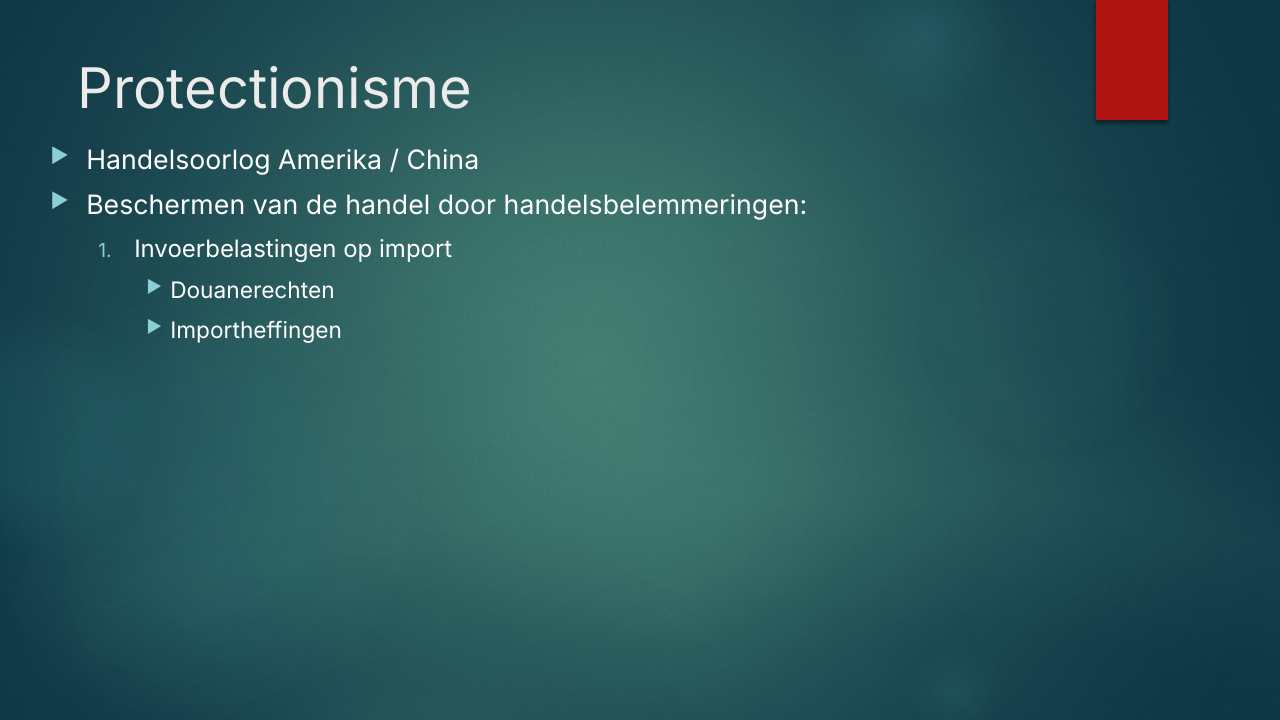 Protectionisme
Handelsoorlog Amerika / China
Beschermen van de handel door handelsbelemmeringen:
1. Invoerbelastingen op import
Douanerechten
Importheffingen